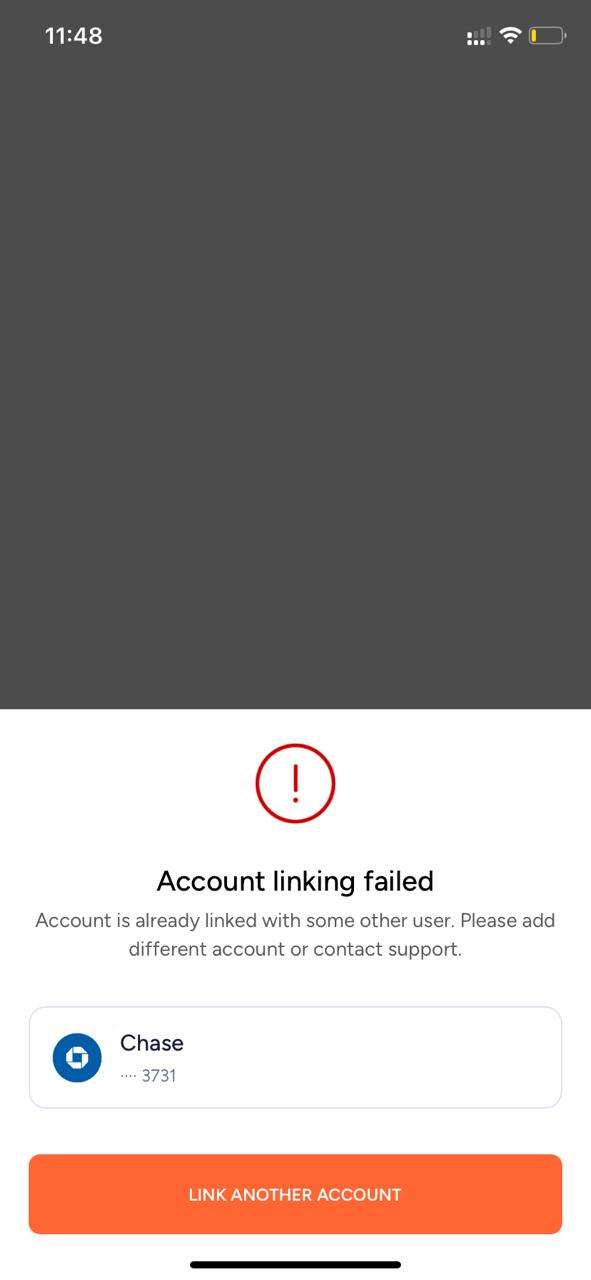 11:48
Account linking failed
Account is already linked with some other user. Please add
different account or contact support.
Chase
···· 3731
LINK ANOTHER ACCOUNT